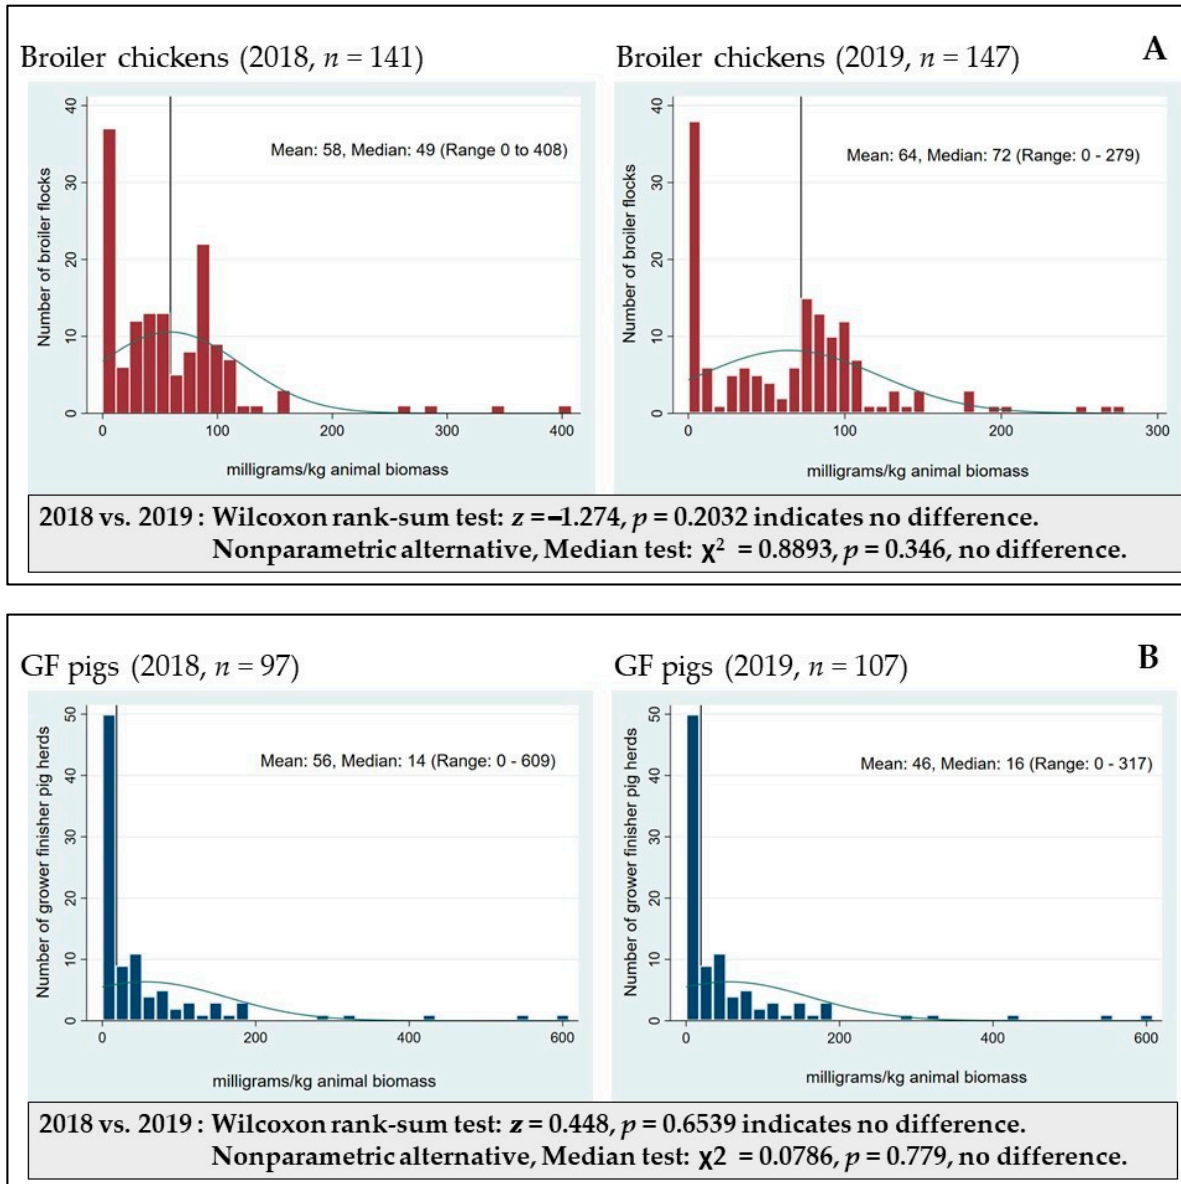 Broiler chickens (2018, n = 141)
Broiler chickens (2019, n = 147)
A
Number of broiler flocks
40
30
20
10
0
Mean: 58, Median: 49 (Range 0 to 408)
0 100 200 300 400
milligrams/kg animal biomass
Number of broiler flocks
40
30
20
10
0
Mean: 64, Median: 72 (Range: 0 - 279)
0 100 200 300
milligrams/kg animal biomass
2018 vs. 2019 : Wilcoxon rank-sum test: z =−1.274, p = 0.2032 indicates no difference.
Nonparametric alternative, Median test: χ² = 0.8893, p = 0.346, no difference.
GF pigs (2018, n = 97)
GF pigs (2019, n = 107)
B
Number of grower finisher pig herds
50
40
30
20
10
0
Mean: 56, Median: 14 (Range: 0 - 609)
0 200 400 600
milligrams/kg animal biomass
Number of grower finisher pig herds
50
40
30
20
10
0
Mean: 46, Median: 16 (Range: 0 - 317)
0 200 400 600
milligrams/kg animal biomass
2018 vs. 2019 : Wilcoxon rank-sum test: z = 0.448, p = 0.6539 indicates no difference.
Nonparametric alternative, Median test: χ2 = 0.0786, p = 0.779, no difference.